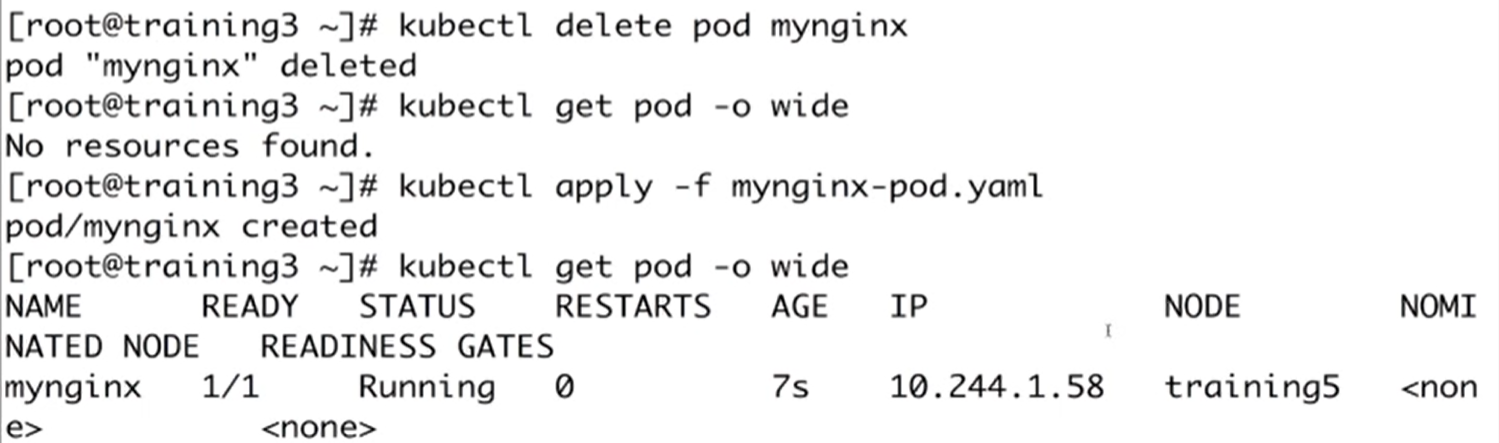 [root@training3 ~]# kubectl delete pod mynginx
pod "mynginx" deleted
[root@training3 ~]# kubectl get pod -o wide
No resources found.
[root@training3 ~]# kubectl apply -f mynginx-pod.yaml
pod/mynginx created
[root@training3 ~]# kubectl get pod -o wide
NAME      READY   STATUS    RESTARTS   AGE   IP            NODE        NOMI
NATED NODE   READINESS GATES
mynginx   1/1     Running   0          7s    10.244.1.58   training5   <non
e>           <none>